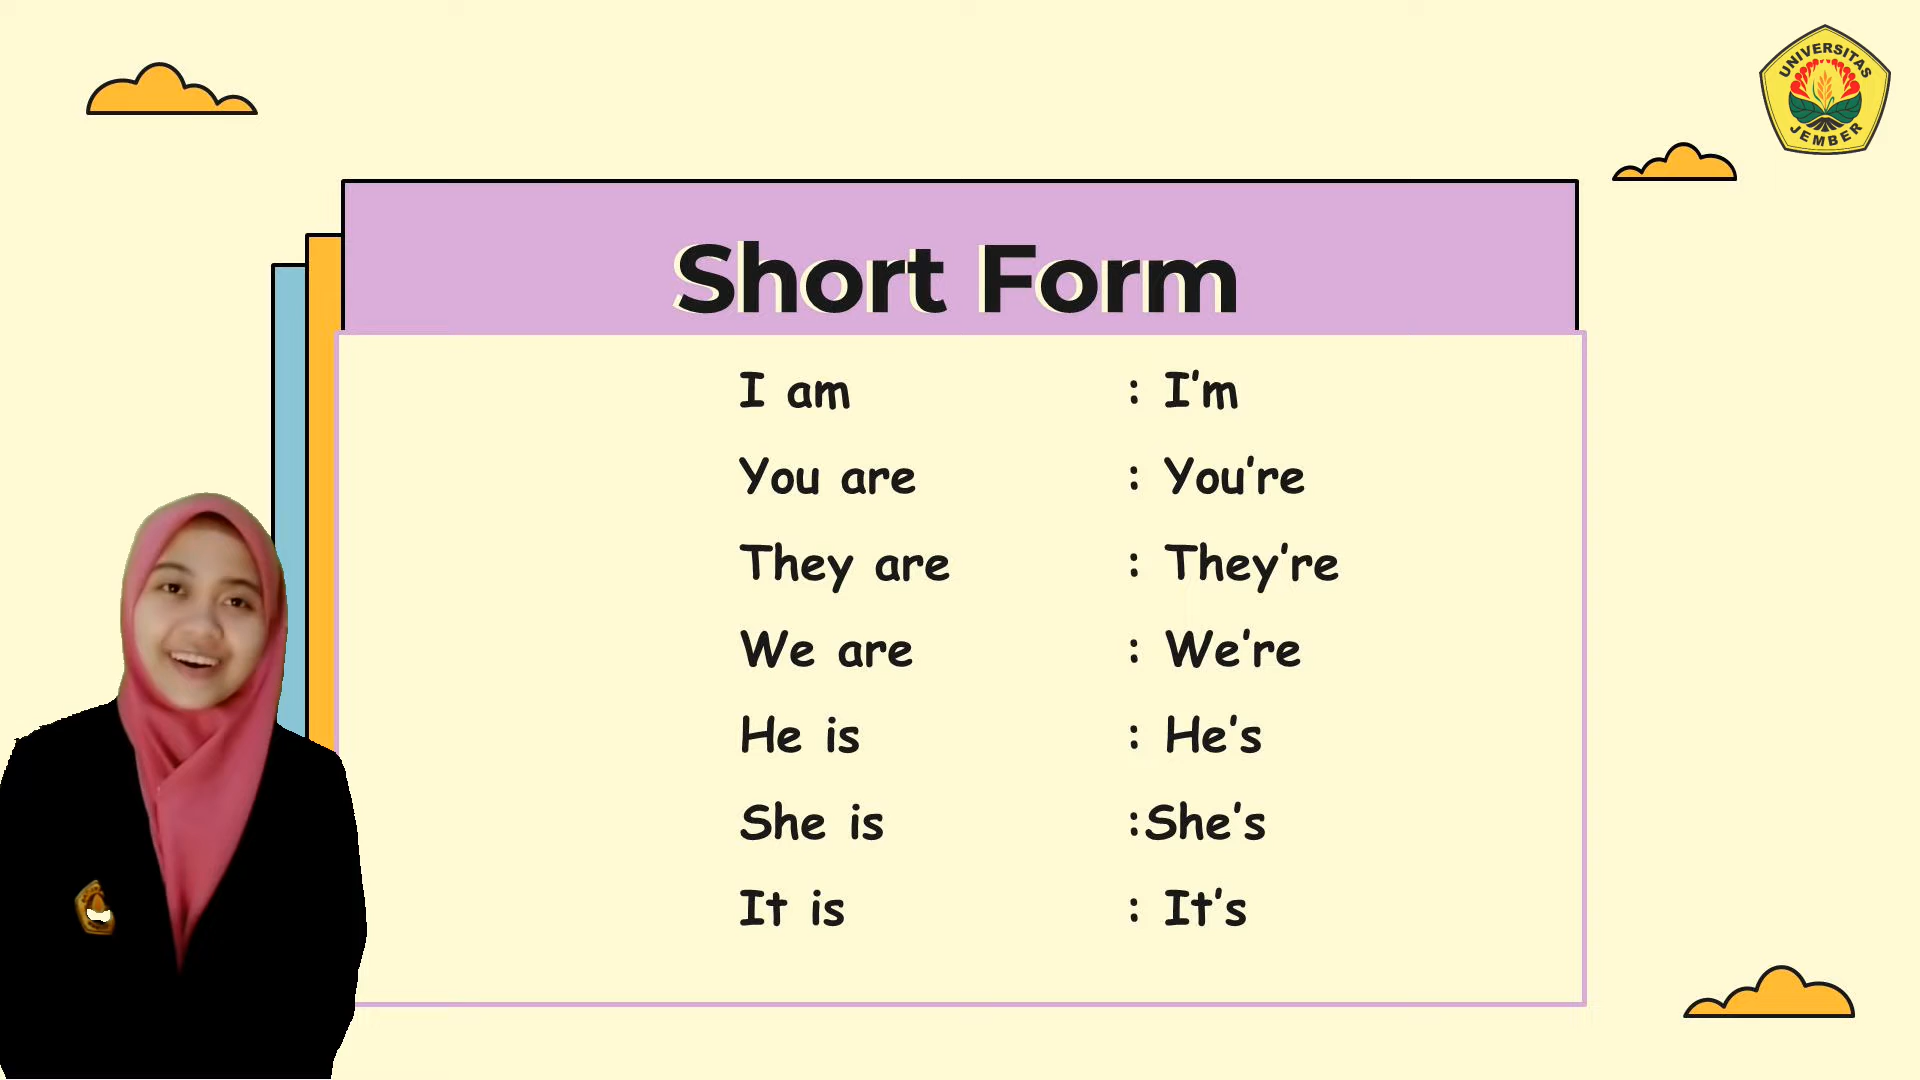 UNIVERSITAS
JEMBER
Short Form
I am : I'm
You are : You're
They are : They're
We are : We're
He is : He's
She is :She's
It is : It's